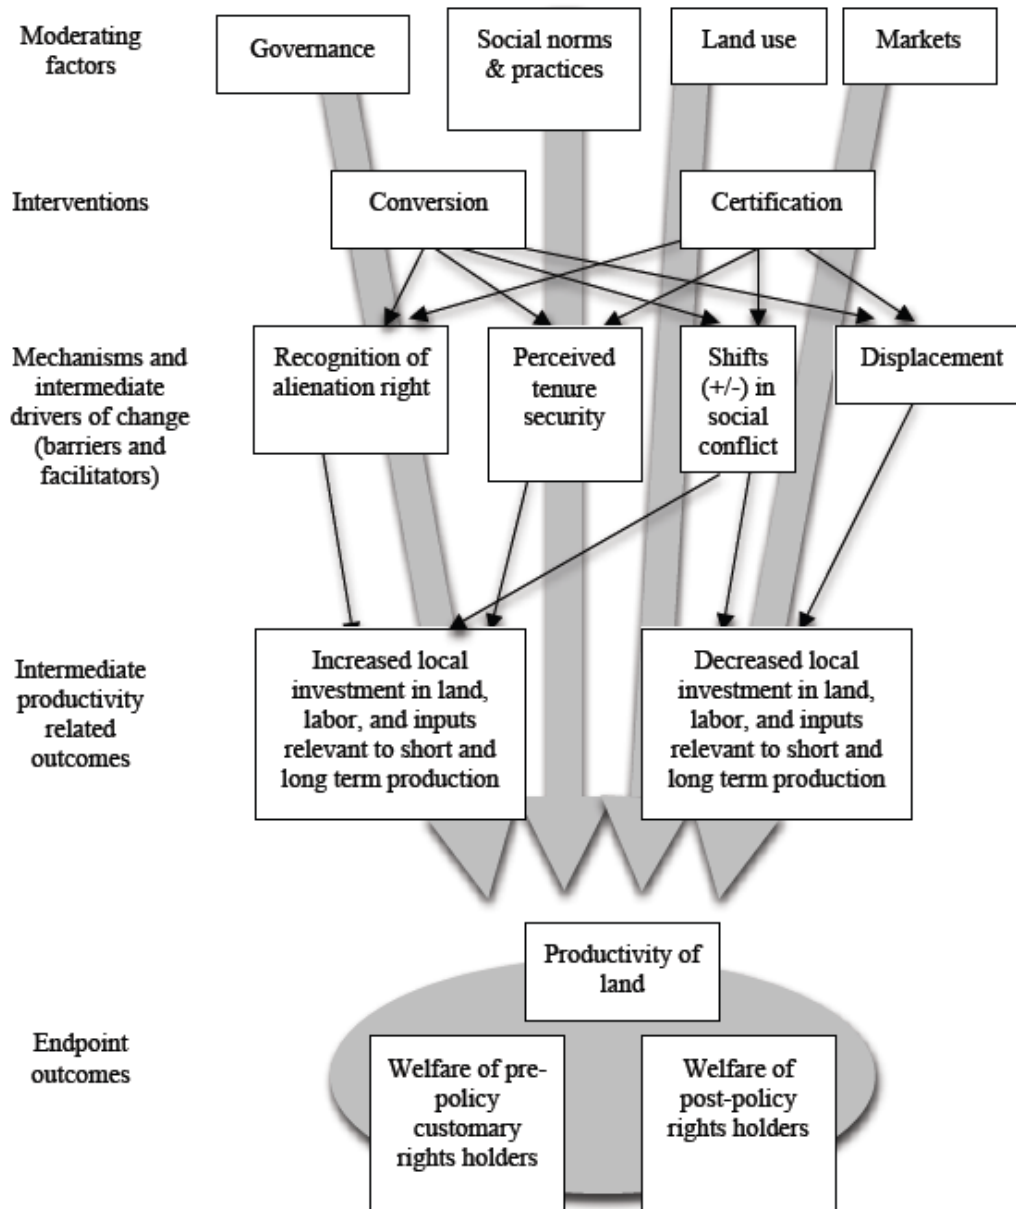 Moderating
factors
Governance
Social norms
& practices
Land use
Markets
Interventions
Conversion
Certification
Mechanisms and
intermediate
drivers of change
(barriers and
facilitators)
Recognition of
alienation right
Perceived
tenure
security
Shifts
(+/-) in
social
conflict
Displacement
Intermediate
productivity
related
outcomes
Increased local
investment in land,
labor, and inputs
relevant to short and
long term production
Decreased local
investment in land,
labor, and inputs
relevant to short and
long term production
Endpoint
outcomes
Productivity of
land
Welfare of pre-
policy
customary
rights holders
Welfare of
post-policy
rights holders